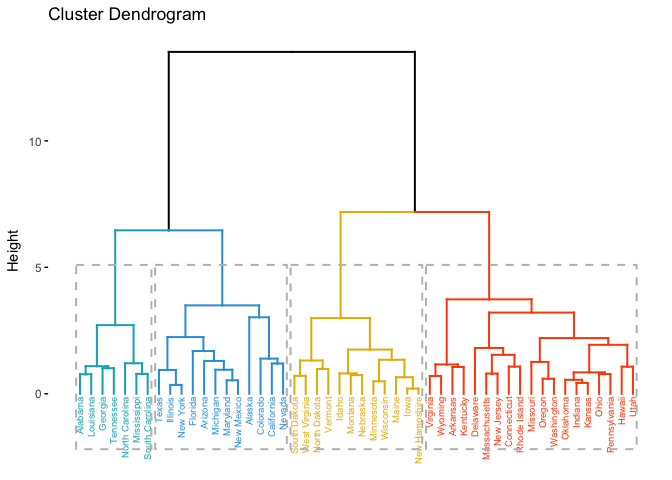 Cluster Dendrogram
10
5
0
Height
Alabama
Louisiana
Georgia
Tennessee
North Carolina
Mississippi
South Carolina
Texas
Illinois
New York
Florida
Arizona
Michigan
Maryland
New Mexico
Alaska
Colorado
California
Nevada
South Dakota
West Virginia
North Dakota
Vermont
Idaho
Montana
Nebraska
Minnesota
Wisconsin
Maine
Iowa
New Hampshire
Virginia
Wyoming
Arkansas
Kentucky
Delaware
Massachusetts
New Jersey
Connecticut
Rhode Island
Missouri
Oregon
Washington
Oklahoma
Indiana
Kansas
Ohio
Pennsylvania
Hawaii
Utah